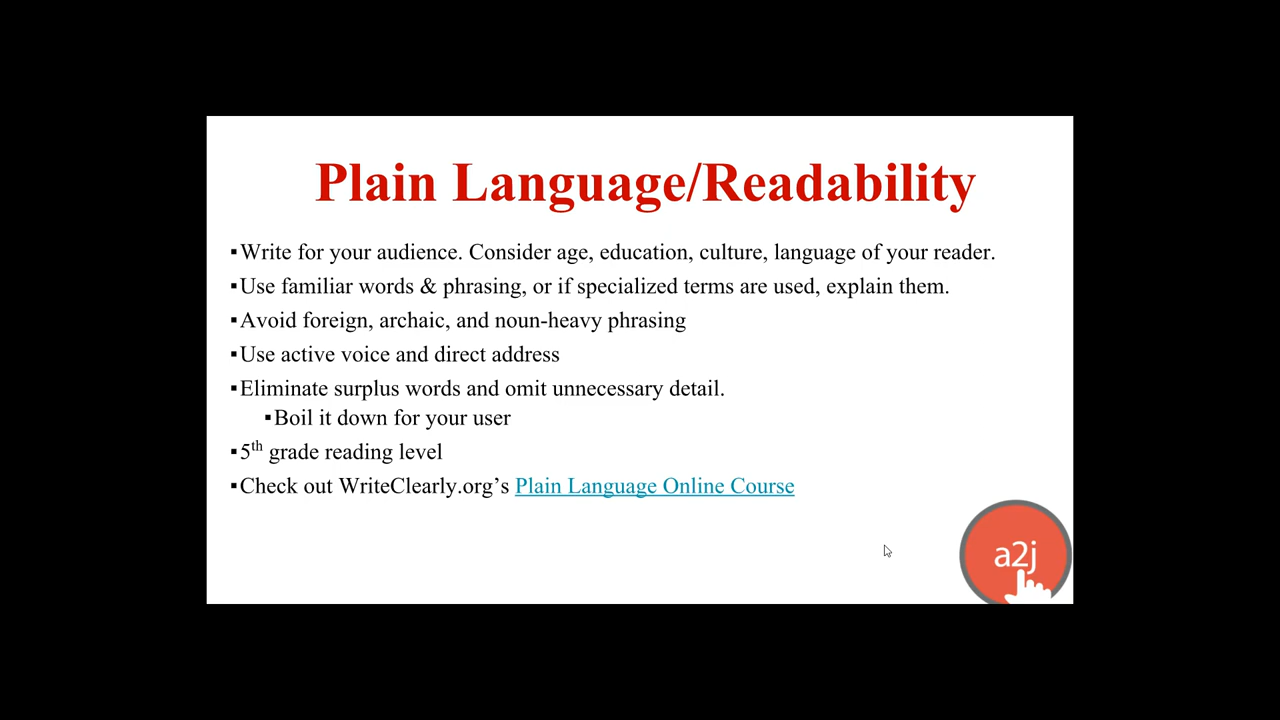 Plain Language/Readability
▪Write for your audience. Consider age, education, culture, language of your reader.
▪Use familiar words & phrasing, or if specialized terms are used, explain them.
▪Avoid foreign, archaic, and noun-heavy phrasing
▪Use active voice and direct address
▪Eliminate surplus words and omit unnecessary detail.
▪Boil it down for your user
▪5th grade reading level
▪Check out WriteClearly.org’s Plain Language Online Course
a2j